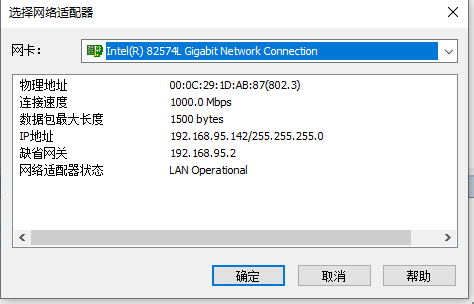 选择网络适配器
网卡： Intel(R) 82574L Gigabit Network Connection
物理地址 00:0C:29:1D:AB:87(802.3)
连接速度 1000.0 Mbps
数据包最大长度 1500 bytes
IP地址 192.168.95.142/255.255.255.0
缺省网关 192.168.95.2
网络适配器状态 LAN Operational
确定 取消 帮助